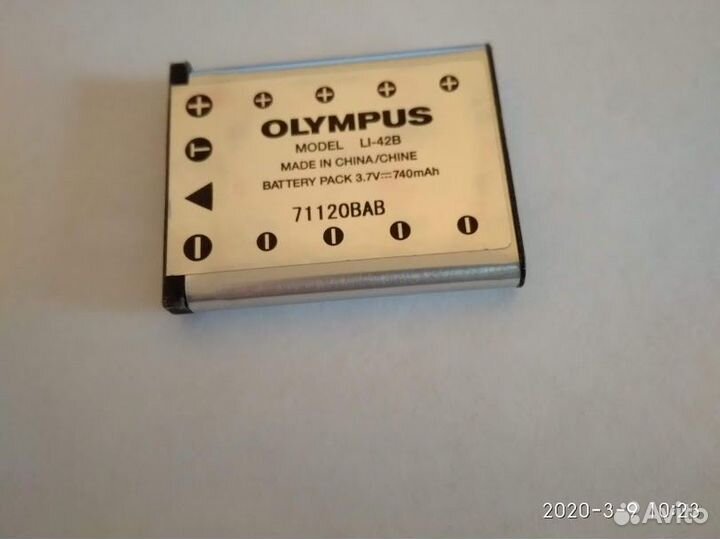 OLYMPUS
MODEL LI-42B
MADE IN CHINA/CHINE
BATTERY PACK 3.7V⎓740mAh
71120BAB
T
2020-3-9 10:23
Avito